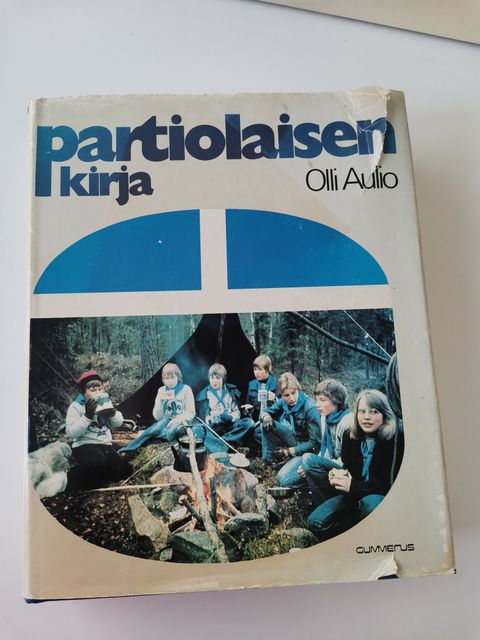 partiolaisen
kirja
Olli Aulio
GUMMERUS